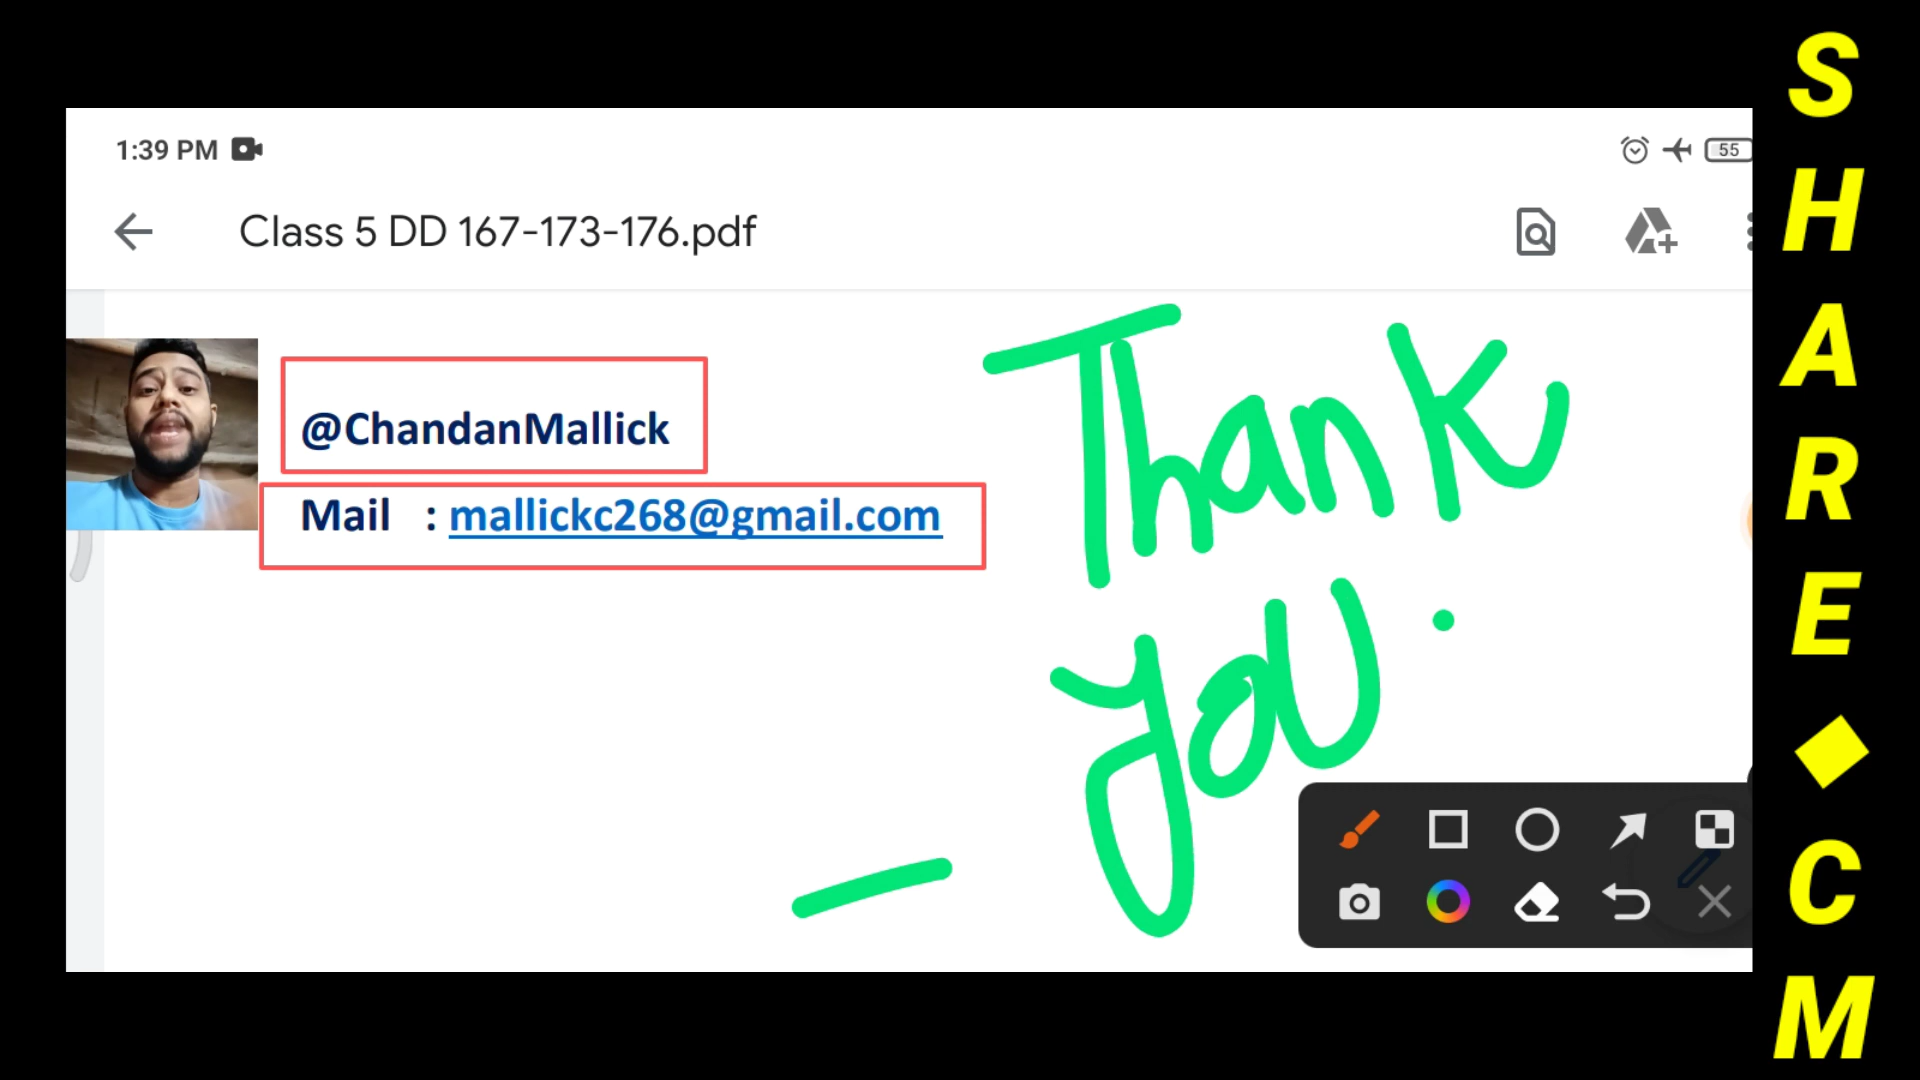 1:39 PM
55
Class 5 DD 167-173-176.pdf
@ChandanMallick
Mail : mallickc268@gmail.com
Thank
you.
SHARE◆CM